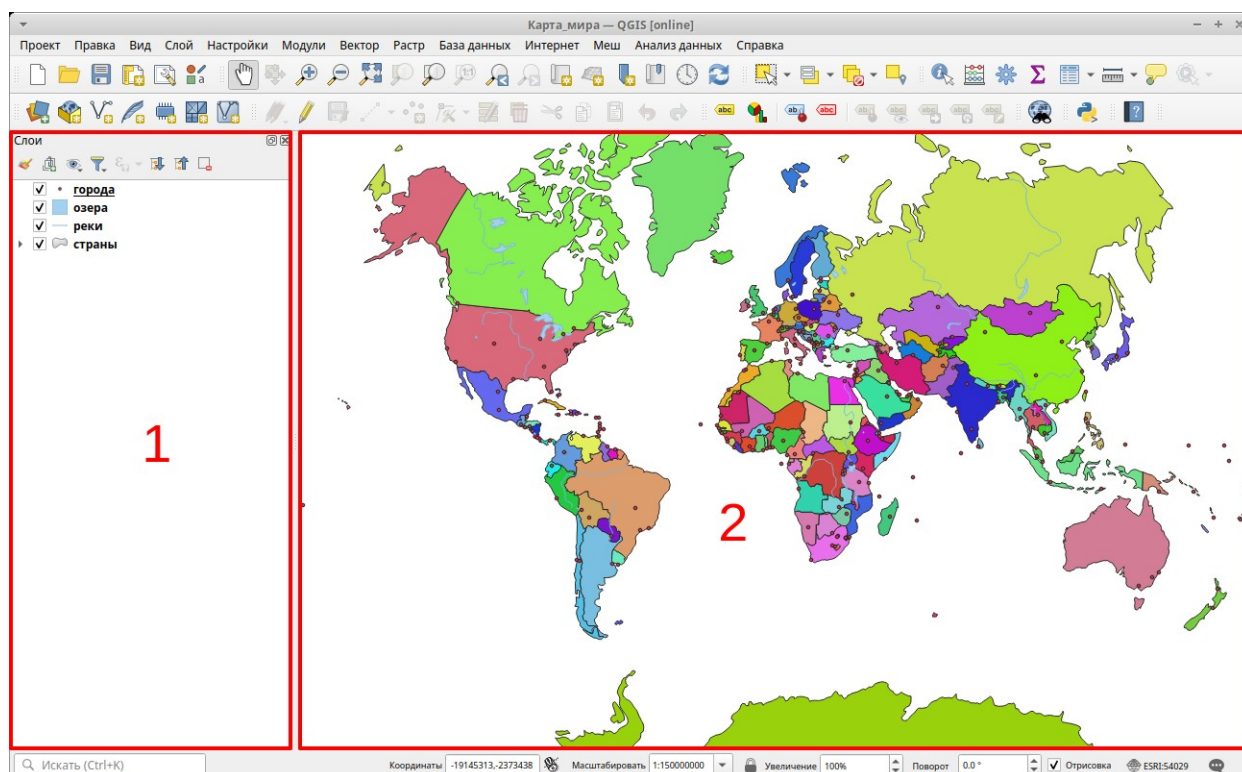 Карта_мира — QGIS [online]
Проект Правка Вид Слой Настройки Модули Вектор Растр База данных Интернет Меш Анализ данных Справка
Слои
города
озера
реки
страны
1
2
Искать (Ctrl+K) Координаты -19145313,-2373438 Масштабировать 1:150000000 Увеличение 100% Поворот 0.0 ° Отрисовка ESRI:54029